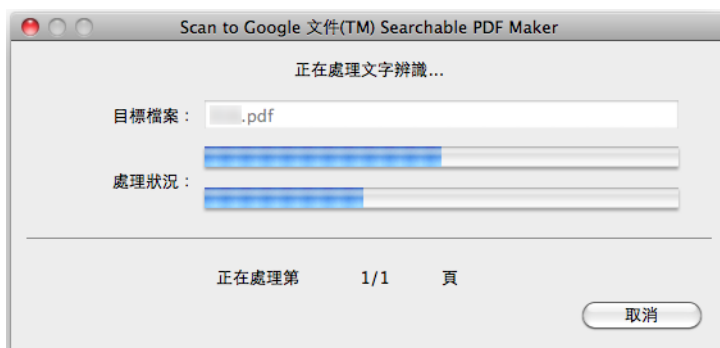 Scan to Google 文件(TM) Searchable PDF Maker
正在處理文字辨識...
目標檔案：
.pdf
處理狀況：
正在處理第 1/1 頁
取消